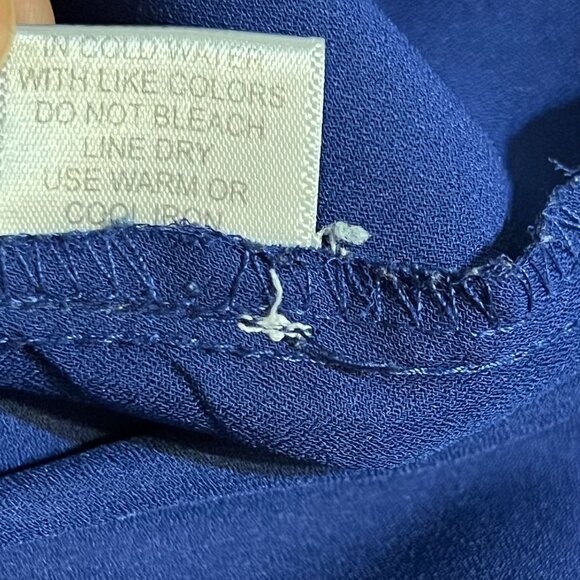 IN COLD WATER
WITH LIKE COLORS
DO NOT BLEACH
LINE DRY
USE WARM OR
COOL IRON